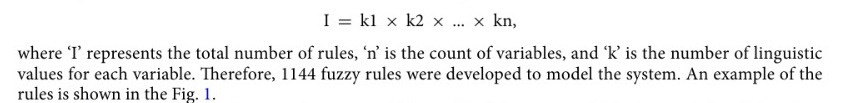 I = k1 × k2 × ... × kn,
where ‘I’ represents the total number of rules, ‘n’ is the count of variables, and ‘k’ is the number of linguistic
values for each variable. Therefore, 1144 fuzzy rules were developed to model the system. An example of the
rules is shown in the Fig. 1.